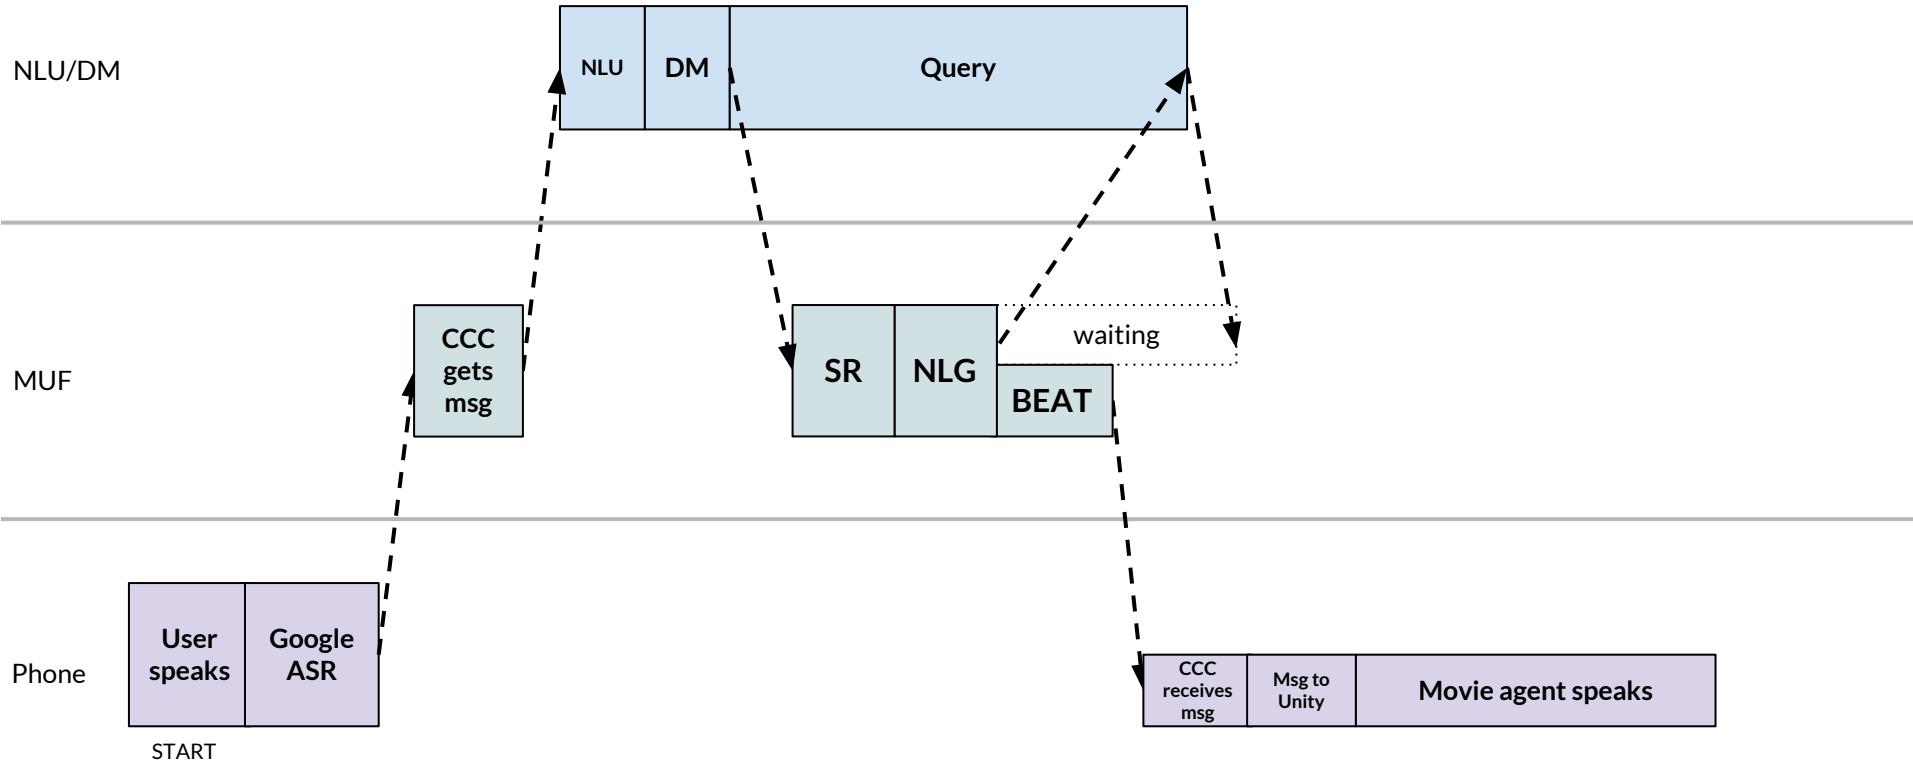 NLU/DM
NLU
DM
Query
MUF
CCC
gets
msg
SR
NLG
waiting
BEAT
Phone
User
speaks
Google
ASR
CCC
receives
msg
Msg to
Unity
Movie agent speaks
START